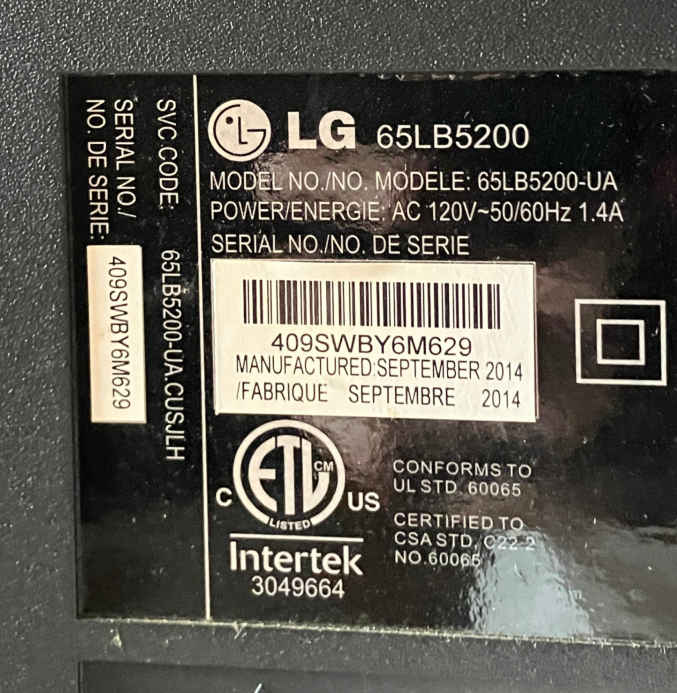 LG 65LB5200
MODEL NO./NO. MODELE: 65LB5200-UA
POWER/ENERGIE: AC 120V~50/60Hz 1.4A
SERIAL NO./NO. DE SERIE
409SWBY6M629
MANUFACTURED:SEPTEMBER 2014
/FABRIQUE SEPTEMBRE 2014
ETL CM
C US
LISTED
Intertek
3049664
CONFORMS TO
UL STD. 60065
CERTIFIED TO
CSA STD. C22-2
NO.60065
SVC.CODE: 65LB5200-UA.CUSJLH
SERIAL NO./
NO. DE SERIE: 409SWBY6M629